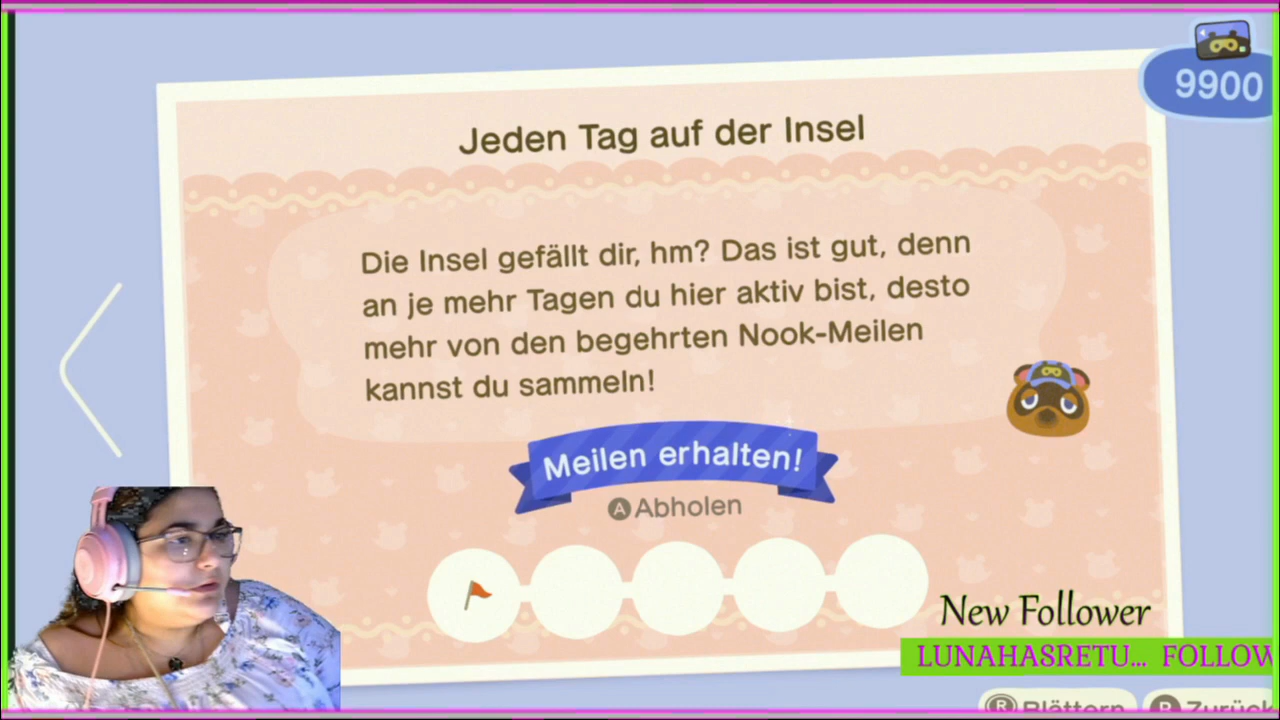 9900
Jeden Tag auf der Insel
Die Insel gefällt dir, hm? Das ist gut, denn
an je mehr Tagen du hier aktiv bist, desto
mehr von den begehrten Nook-Meilen
kannst du sammeln!
Meilen erhalten!
A Abholen
New Follower
LUNAHASRETU... FOLLOW
R Blättern B Zurück